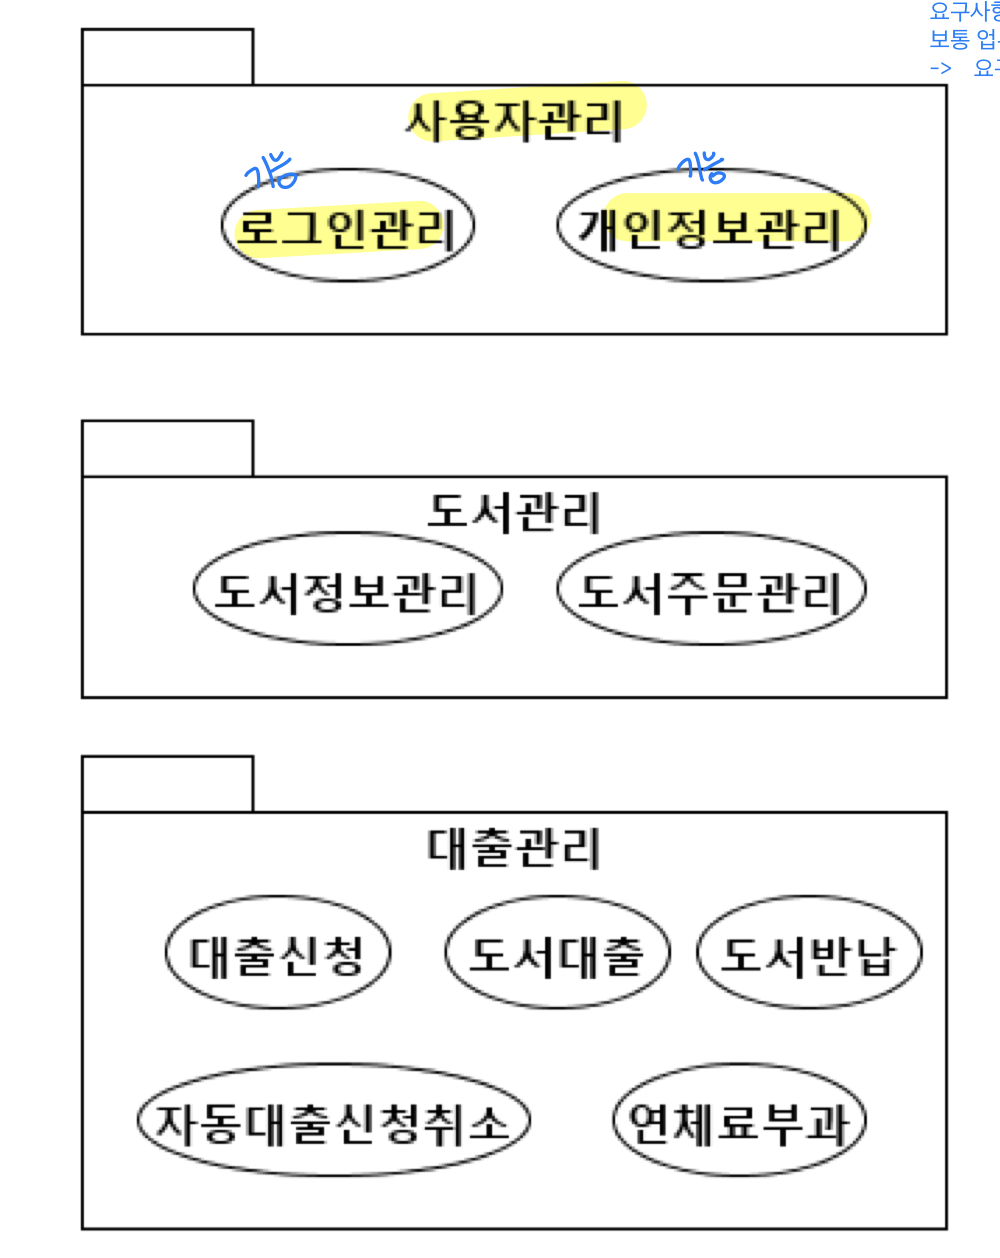 요구사항
보통 업
-> 요구
사용자관리
기능 기능
로그인관리 개인정보관리
도서관리
도서정보관리 도서주문관리
대출관리
대출신청 도서대출 도서반납
자동대출신청취소 연체료부과